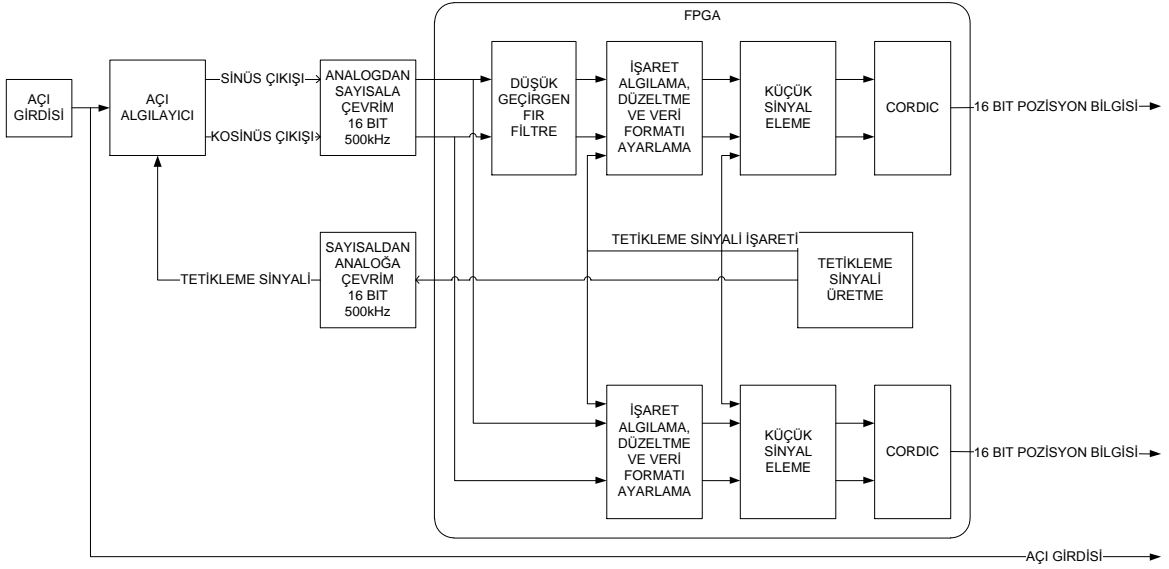 FPGA
AÇI
GİRDİSİ
AÇI
ALGILAYICI
SİNÜS ÇIKIŞI
KOSİNÜS ÇIKIŞI
ANALOGDAN
SAYISALA
ÇEVRİM
16 BIT
500kHz
DÜŞÜK
GEÇİRGEN
FIR
FİLTRE
İŞARET
ALGILAMA,
DÜZELTME
VE VERİ
FORMATI
AYARLAMA
KÜÇÜK
SİNYAL
ELEME
CORDIC
16 BIT POZİSYON BİLGİSİ
TETİKLEME SİNYALİ
SAYISALDAN
ANALOĞA
ÇEVRİM
16 BIT
500kHz
TETİKLEME SİNYALİ İŞARETİ
TETİKLEME
SİNYALİ
ÜRETME
İŞARET
ALGILAMA,
DÜZELTME
VE VERİ
FORMATI
AYARLAMA
KÜÇÜK
SİNYAL
ELEME
CORDIC
16 BIT POZİSYON BİLGİSİ
AÇI GİRDİSİ